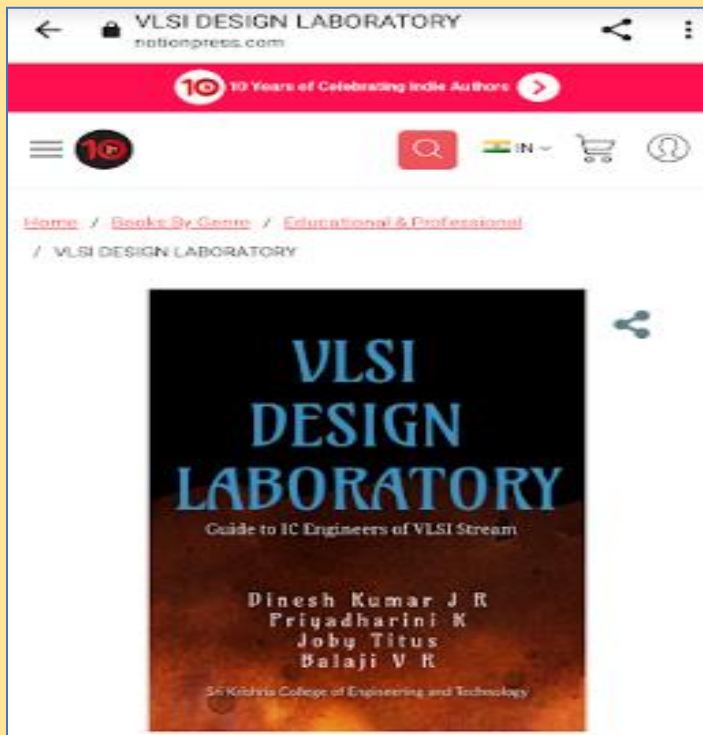 VLSI DESIGN LABORATORY
notionpress.com
10 10 Years of Celebrating Indie Authors
10
IN
Home / Books By Genre / Educational & Professional
/ VLSI DESIGN LABORATORY
VLSI
DESIGN
LABORATORY
Guide to IC Engineers of VLSI Stream
Dinesh Kumar J R
Priyadharini K
Joby Titus
Balaji V R
Sri Krishna College of Engineering and Technology